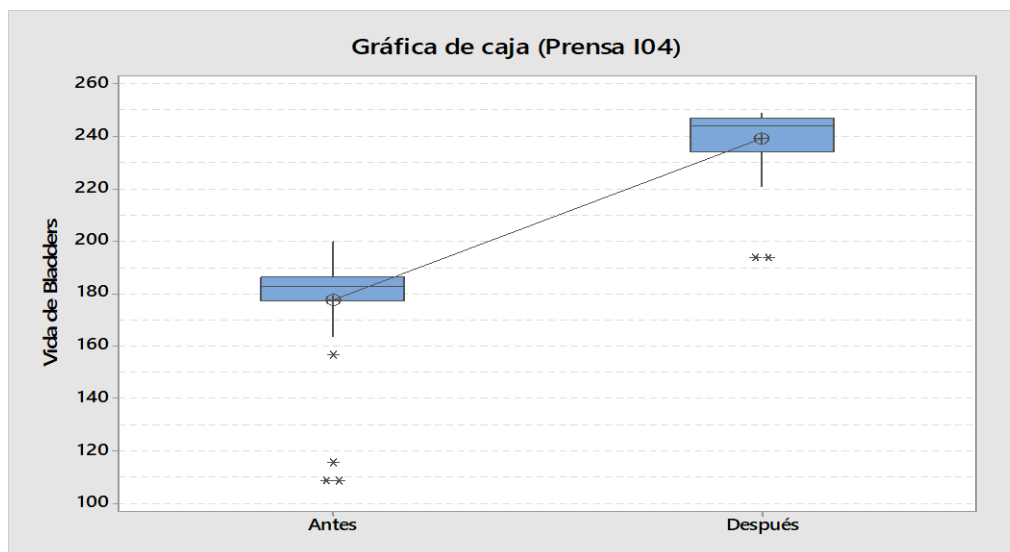 Gráfica de caja (Prensa I04)
Vida de Bladders
260
240
220
200
180
160
140
120
100
Antes
Después